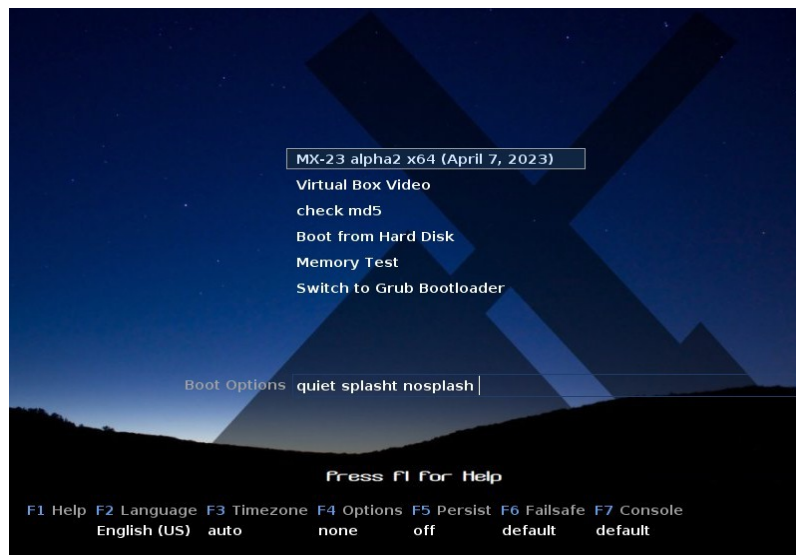 MX-23 alpha2 x64 (April 7, 2023)
Virtual Box Video
check md5
Boot from Hard Disk
Memory Test
Switch to Grub Bootloader
Boot Options quiet splasht nosplash
Press F1 for Help
F1 Help F2 Language F3 Timezone F4 Options F5 Persist F6 Failsafe F7 Console
English (US) auto none off default default